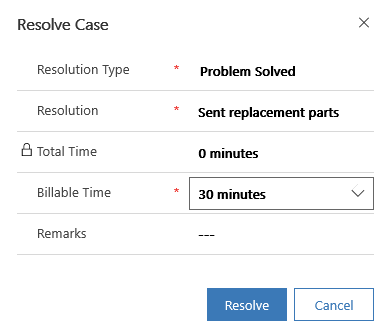 Resolve Case
Resolution Type * Problem Solved
Resolution * Sent replacement parts
Total Time 0 minutes
Billable Time * 30 minutes
Remarks ---
Resolve Cancel